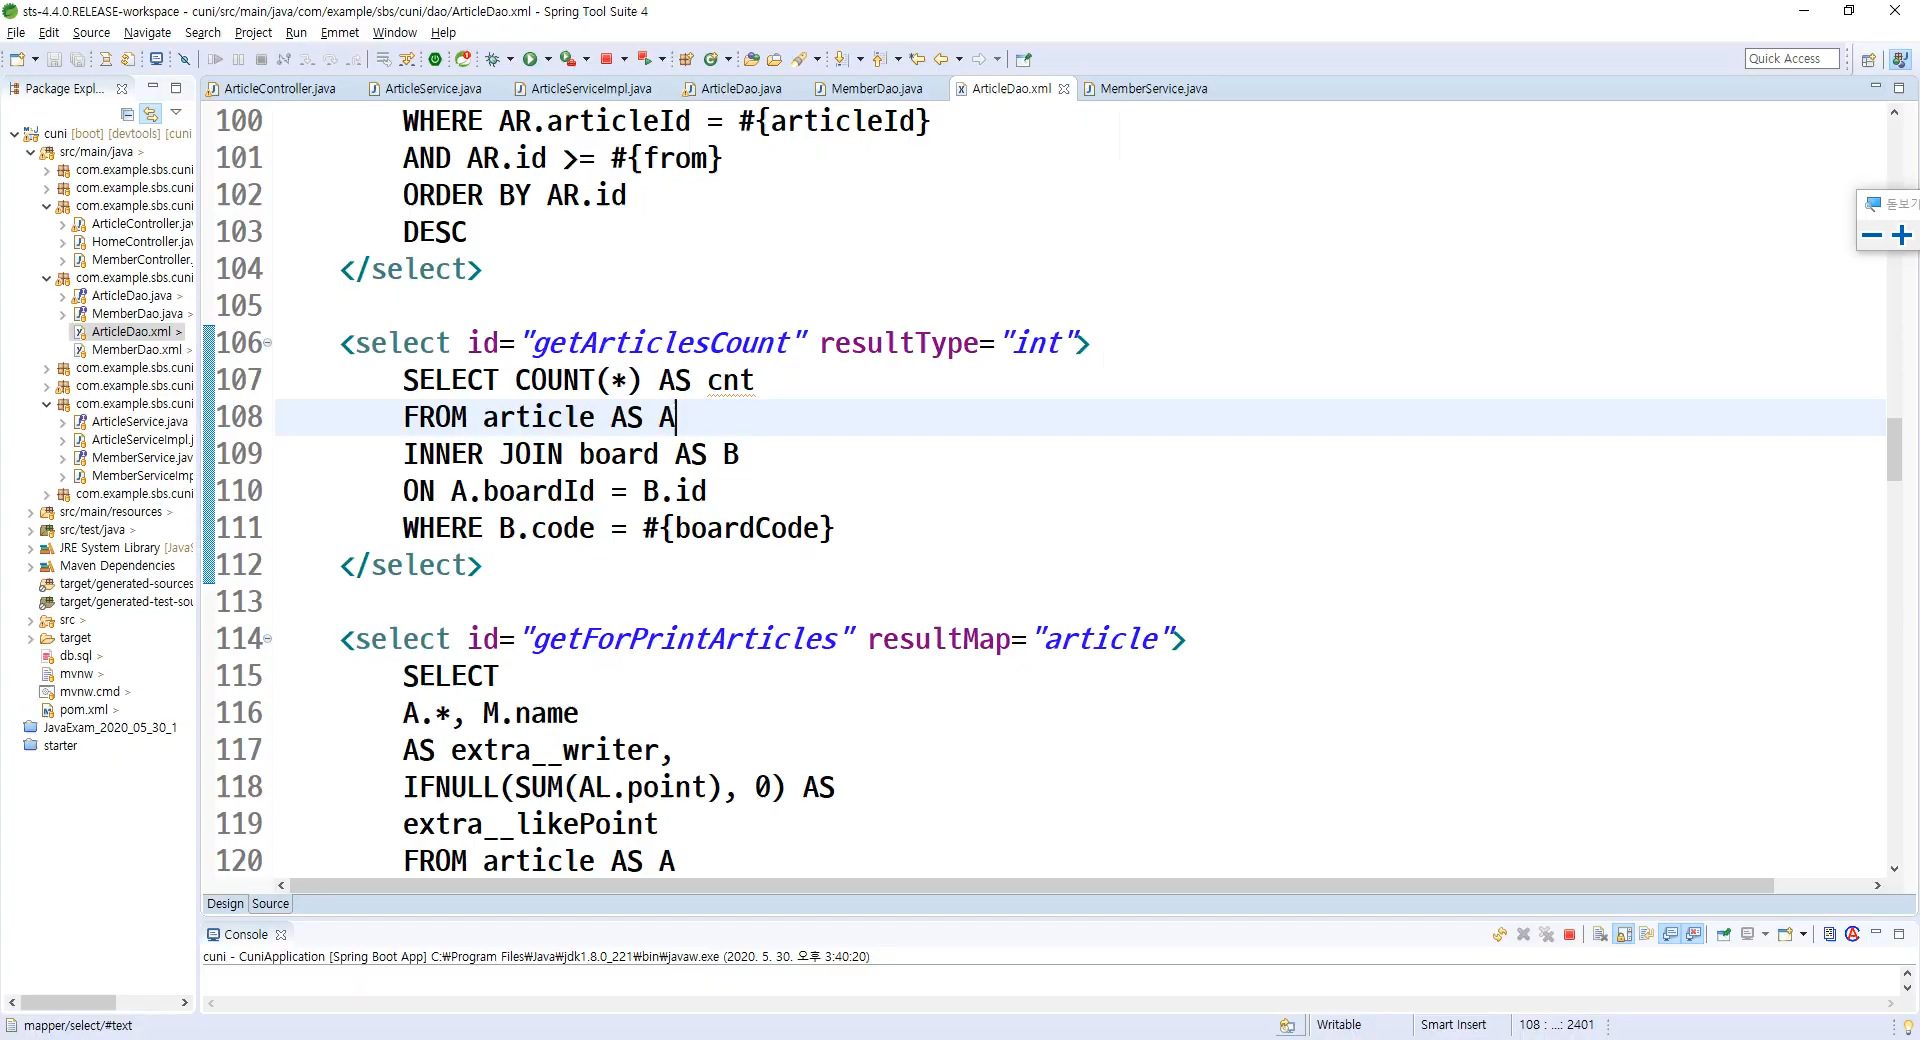 sts-4.4.0.RELEASE-workspace - cuni/src/main/java/com/example/sbs/cuni/dao/ArticleDao.xml - Spring Tool Suite 4
File Edit Source Navigate Search Project Run Emmet Window Help
Quick Access
Package Expl...
ArticleController.java ArticleService.java ArticleServiceImpl.java ArticleDao.java MemberDao.java ArticleDao.xml MemberService.java
cuni [boot] [devtools] [cuni
src/main/java >
com.example.sbs.cuni
com.example.sbs.cuni
com.example.sbs.cuni
ArticleController.jav
HomeController.jav
MemberController.
com.example.sbs.cuni
ArticleDao.java >
MemberDao.java >
ArticleDao.xml >
MemberDao.xml >
com.example.sbs.cuni
com.example.sbs.cuni
com.example.sbs.cuni
ArticleService.java
ArticleServiceImpl.j
MemberService.jav
MemberServiceImp
com.example.sbs.cuni
src/main/resources >
src/test/java >
JRE System Library [JavaS
Maven Dependencies
target/generated-sources
target/generated-test-sou
src >
target
db.sql >
mvnw >
mvnw.cmd >
pom.xml >
JavaExam_2020_05_30_1
starter
100 WHERE AR.articleId = #{articleId}
101 AND AR.id >= #{from}
102 ORDER BY AR.id
103 DESC
104 </select>
105
106 <select id="getArticlesCount" resultType="int">
107 SELECT COUNT(*) AS cnt
108 FROM article AS A
109 INNER JOIN board AS B
110 ON A.boardId = B.id
111 WHERE B.code = #{boardCode}
112 </select>
113
114 <select id="getForPrintArticles" resultMap="article">
115 SELECT
116 A.*, M.name
117 AS extra__writer,
118 IFNULL(SUM(AL.point), 0) AS
119 extra__likePoint
120 FROM article AS A
돋보기
Design Source
Console
cuni - CuniApplication [Spring Boot App] C:₩Program Files₩Java₩jdk1.8.0_221₩bin₩javaw.exe (2020. 5. 30. 오후 3:40:20)
mapper/select/#text
Writable
Smart Insert
108 : ...: 2401